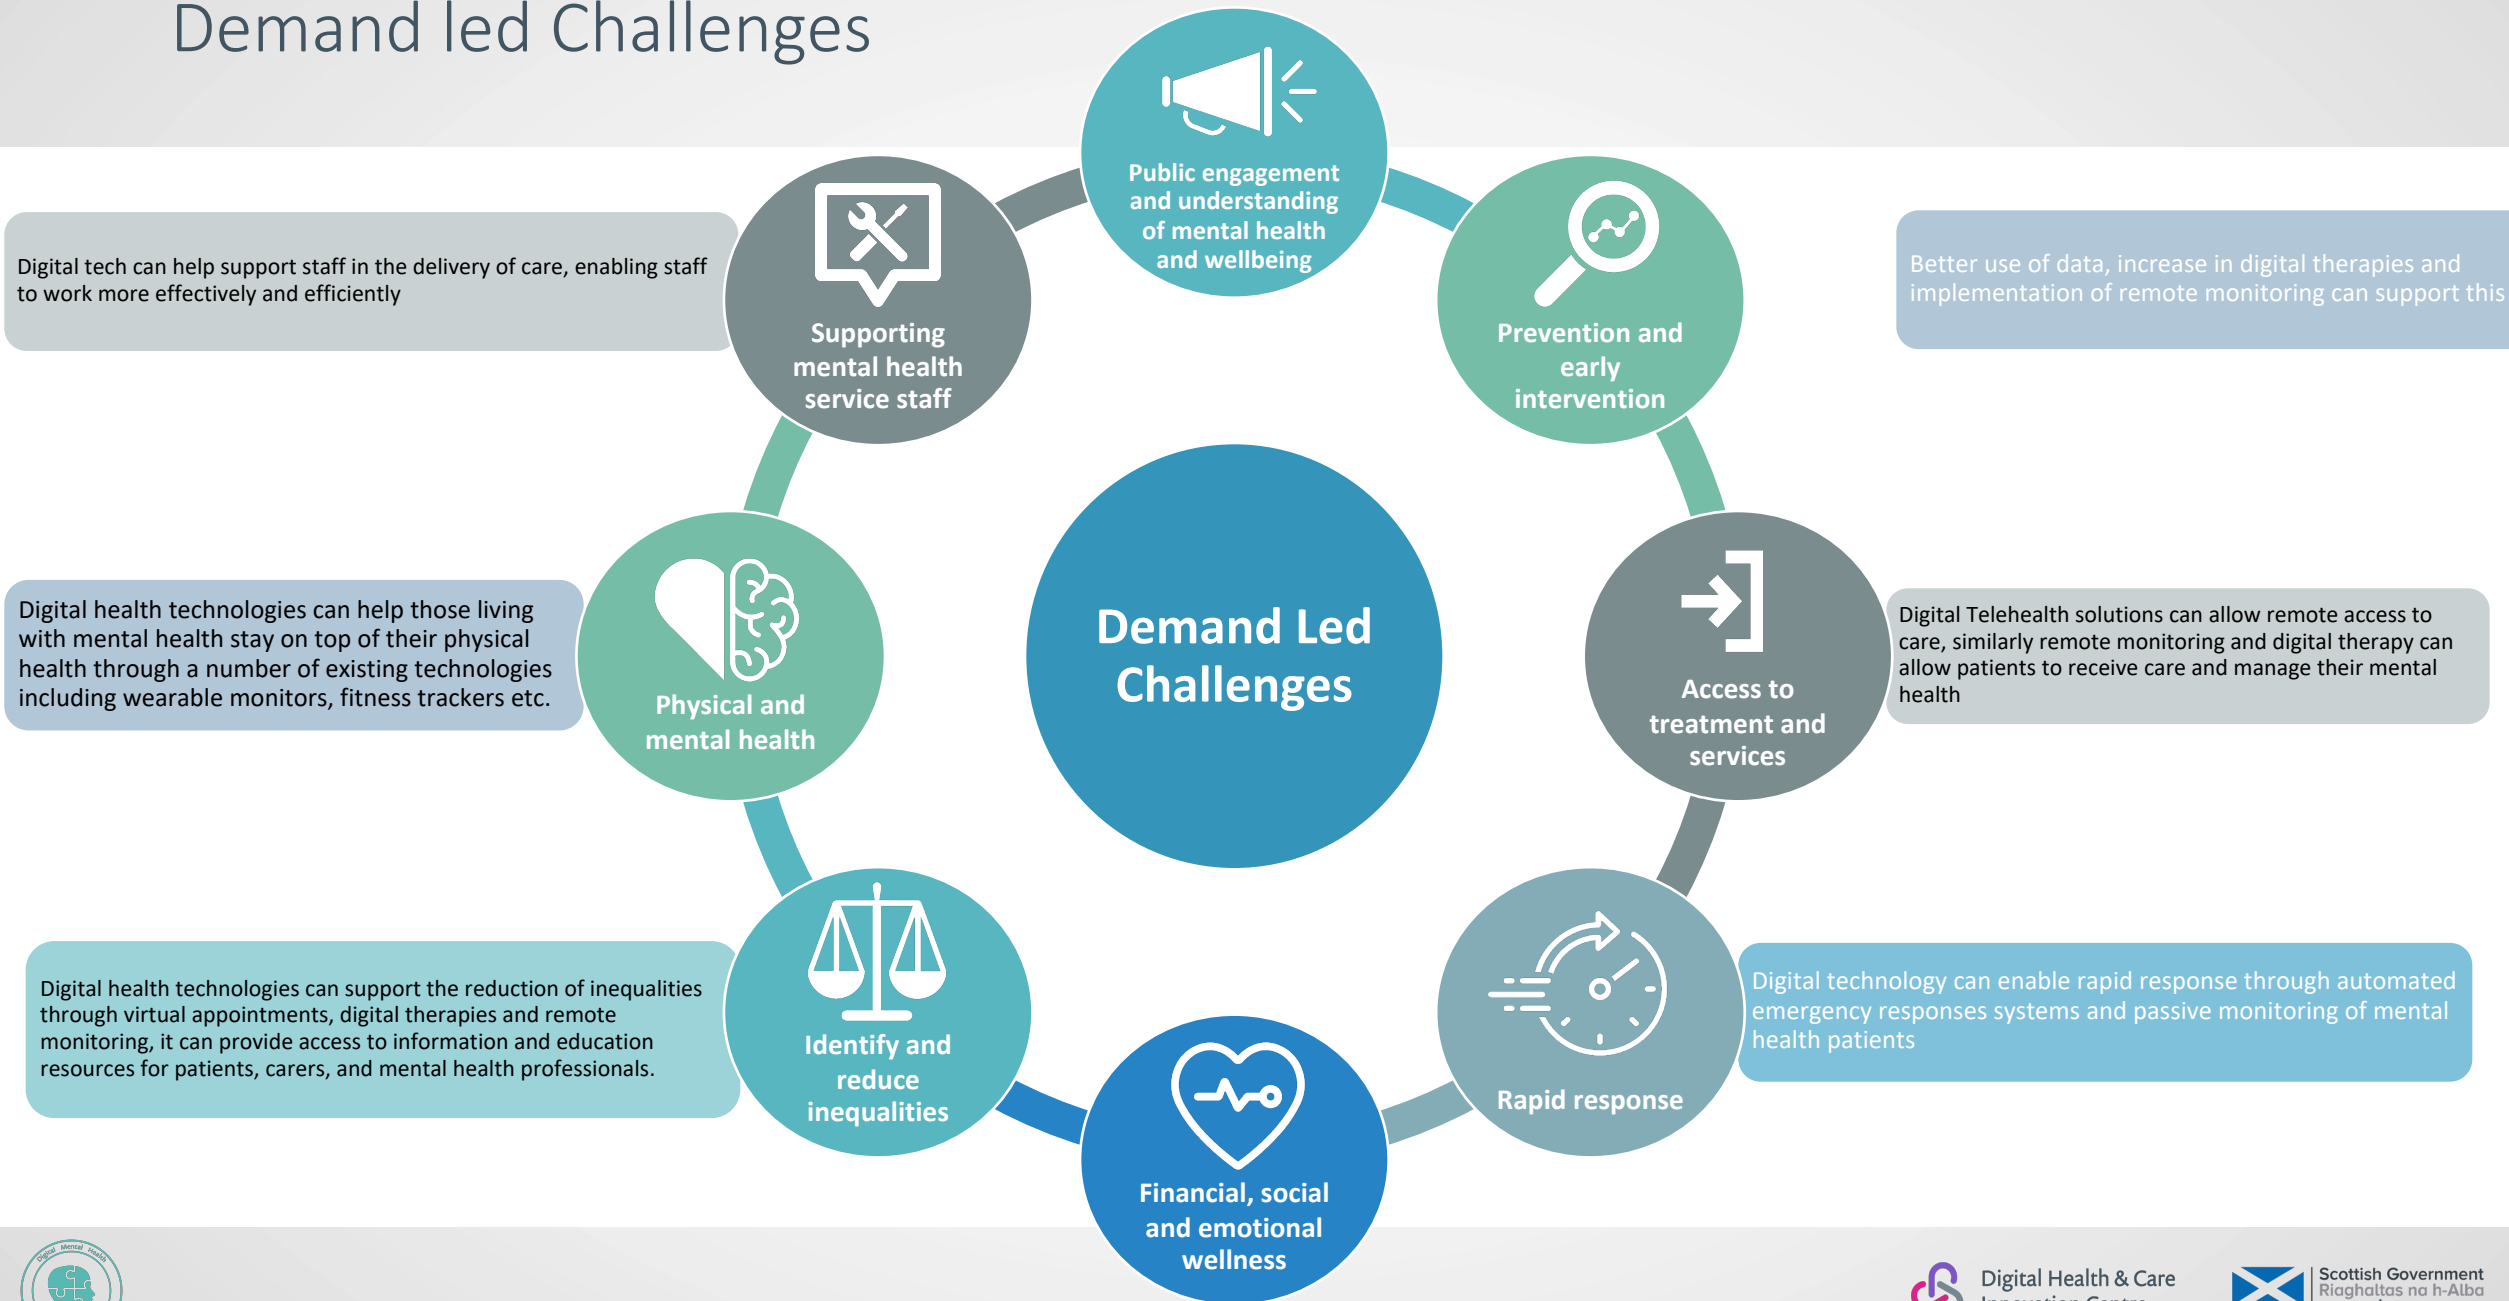 Demand led Challenges
Public engagement
and understanding
of mental health
and wellbeing
Digital tech can help support staff in the delivery of care, enabling staff
to work more effectively and efficiently
Supporting
mental health
service staff
Prevention and
early
intervention
Better use of data, increase in digital therapies and
implementation of remote monitoring can support this
Digital health technologies can help those living
with mental health stay on top of their physical
health through a number of existing technologies
including wearable monitors, fitness trackers etc.
Physical and
mental health
Demand Led
Challenges
Access to
treatment and
services
Digital Telehealth solutions can allow remote access to
care, similarly remote monitoring and digital therapy can
allow patients to receive care and manage their mental
health
Digital health technologies can support the reduction of inequalities
through virtual appointments, digital therapies and remote
monitoring, it can provide access to information and education
resources for patients, carers, and mental health professionals.
Identify and
reduce
inequalities
Rapid response
Digital technology can enable rapid response through automated
emergency responses systems and passive monitoring of mental
health patients
Financial, social
and emotional
wellness
Digital Mental Health
Digital Health & Care
Innovation Centre
Scottish Government
Riaghaltas na h-Alba